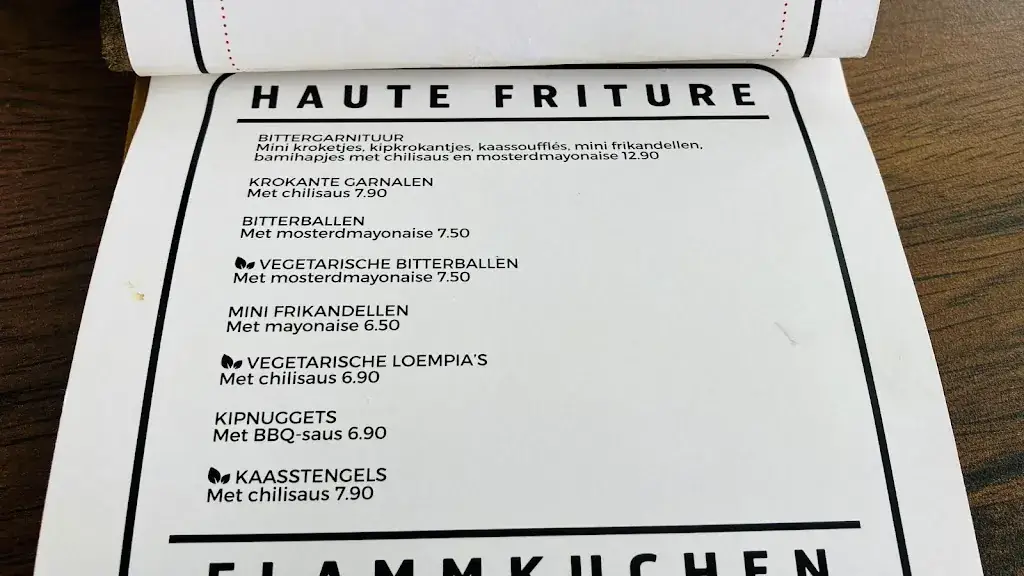 HAUTE FRITURE
BITTERGARNITUUR
Mini kroketjes, kipkrokantjes, kaassoufflés, mini frikandellen,
bamihapjes met chilisaus en mosterdmayonaise 12.90
KROKANTE GARNALEN
Met chilisaus 7.90
BITTERBALLEN
Met mosterdmayonaise 7.50
VEGETARISCHE BITTERBALLEN
Met mosterdmayonaise 7.50
MINI FRIKANDELLEN
Met mayonaise 6.50
VEGETARISCHE LOEMPIA'S
Met chilisaus 6.90
KIPNUGGETS
Met BBQ-saus 6.90
KAASSTENGELS
Met chilisaus 7.90
FLAMMKUCHEN